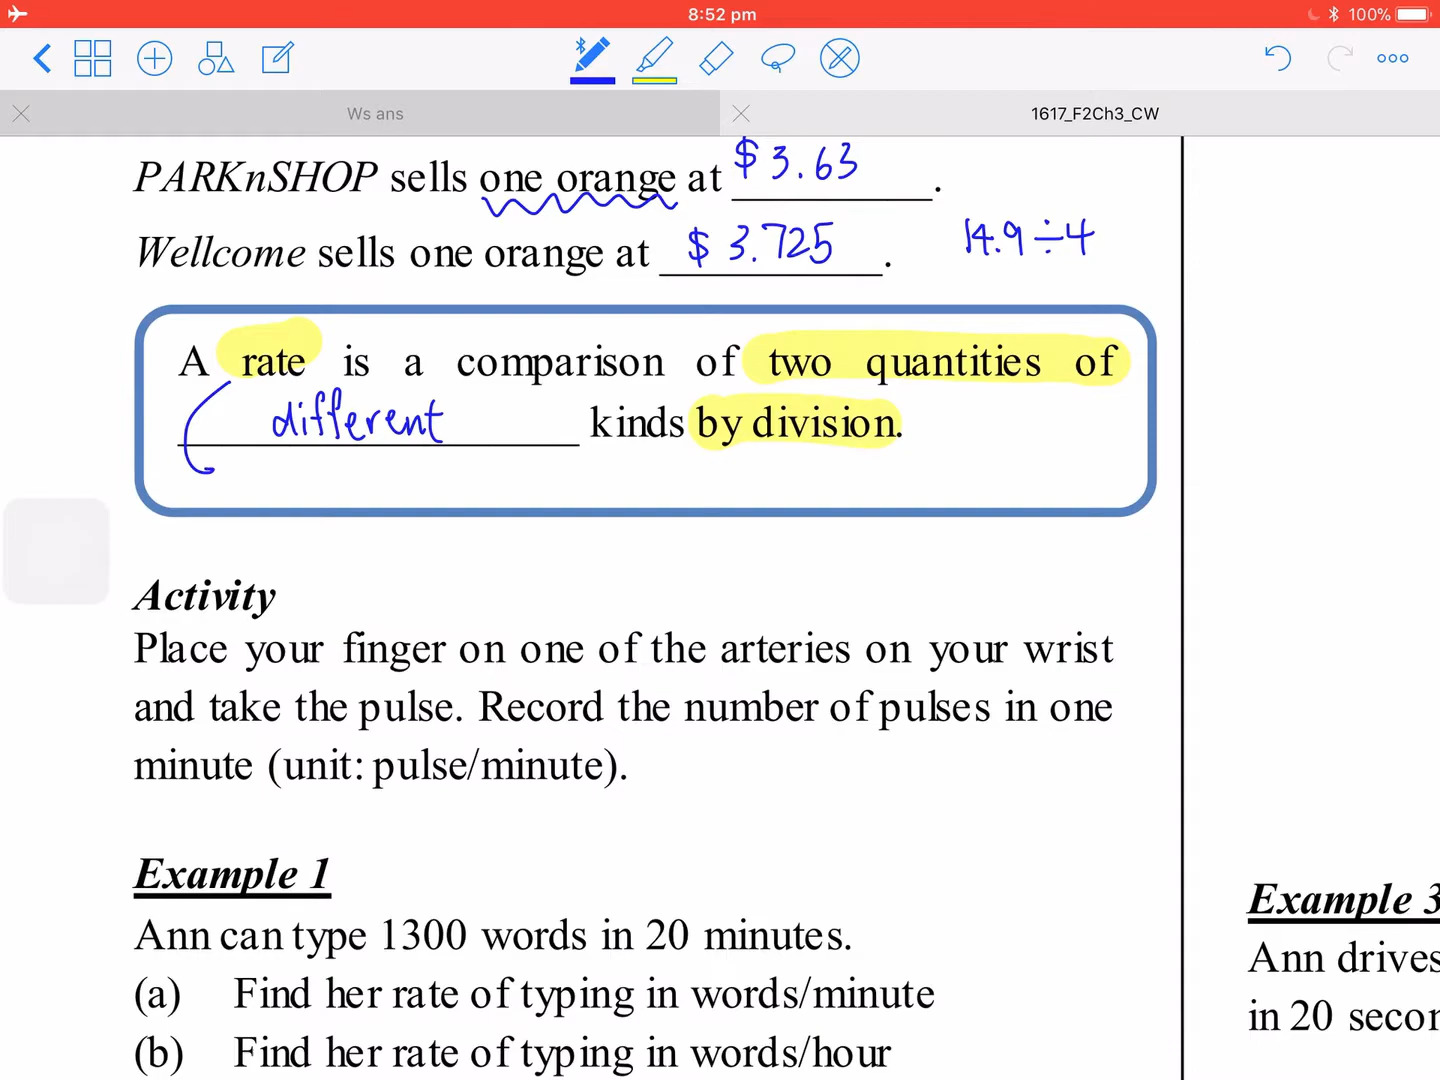 8:52 pm
100%
Ws ans
1617_F2Ch3_CW
PARKnSHOP sells one orange at $3.63.
Wellcome sells one orange at $3.725. 14.9÷4
A rate is a comparison of two quantities of
different kinds by division.
Activity
Place your finger on one of the arteries on your wrist
and take the pulse. Record the number of pulses in one
minute (unit: pulse/minute).
Example 1
Ann can type 1300 words in 20 minutes.
(a) Find her rate of typing in words/minute
(b) Find her rate of typing in words/hour
Example 3
Ann drives
in 20 secon